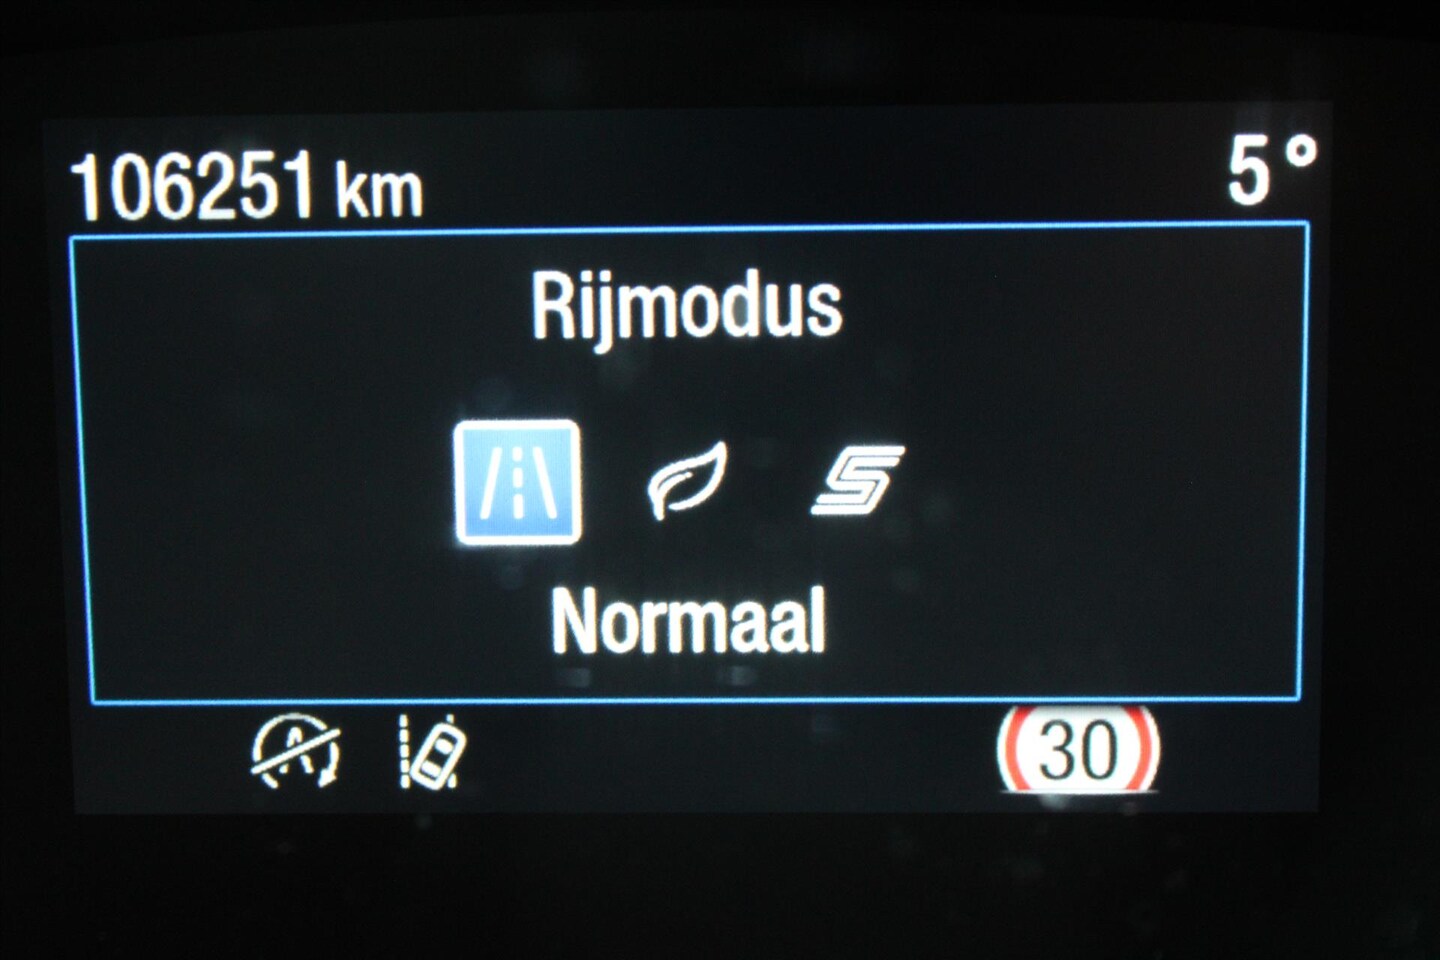 106251 km 5°
Rijmodus
S
Normaal
A
30